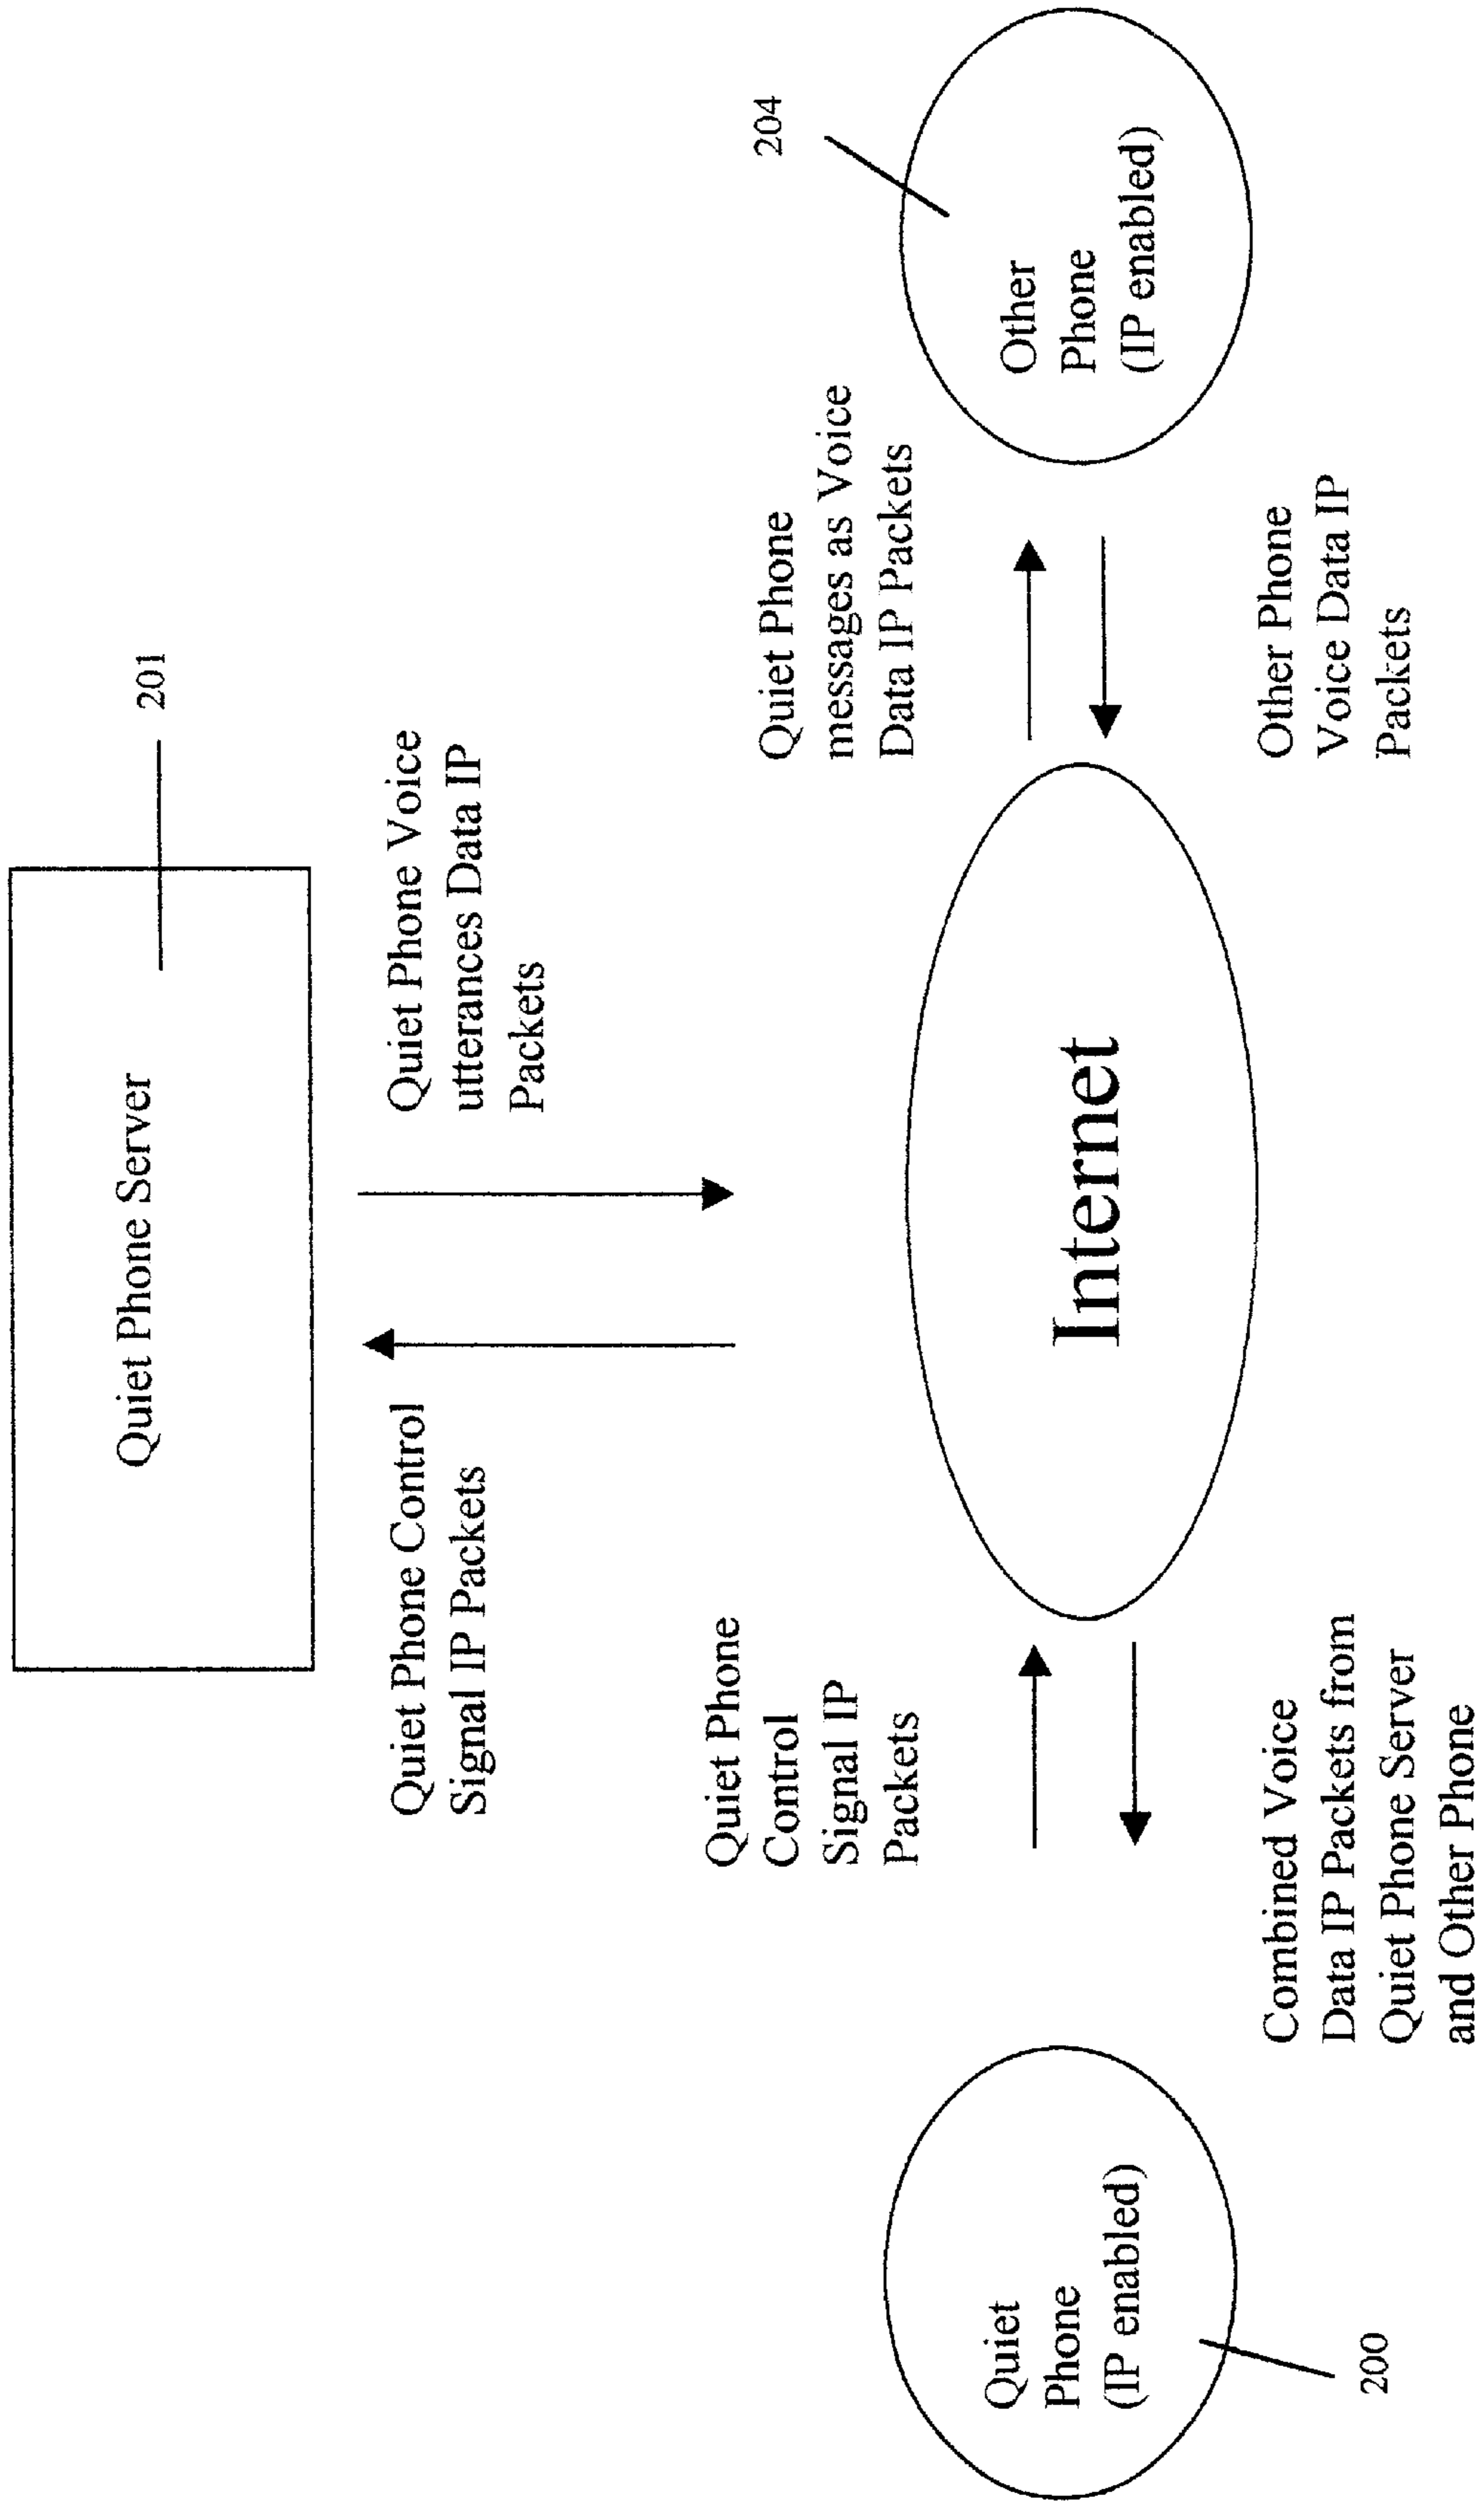 Quiet Phone Server
201
Quiet Phone Control
Signal IP Packets
Quiet Phone Voice
utterances Data IP
Packets
Quiet Phone
Control
Signal IP
Packets
Quiet Phone
messages as Voice
Data IP Packets
204
Quiet
Phone
(IP enabled)
Internet
Other
Phone
(IP enabled)
200
Combined Voice
Data IP Packets from
Quiet Phone Server
and Other Phone
Other Phone
Voice Data IP
Packets